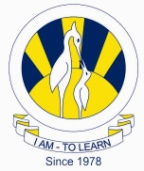 I AM - TO LEARN
Since 1978